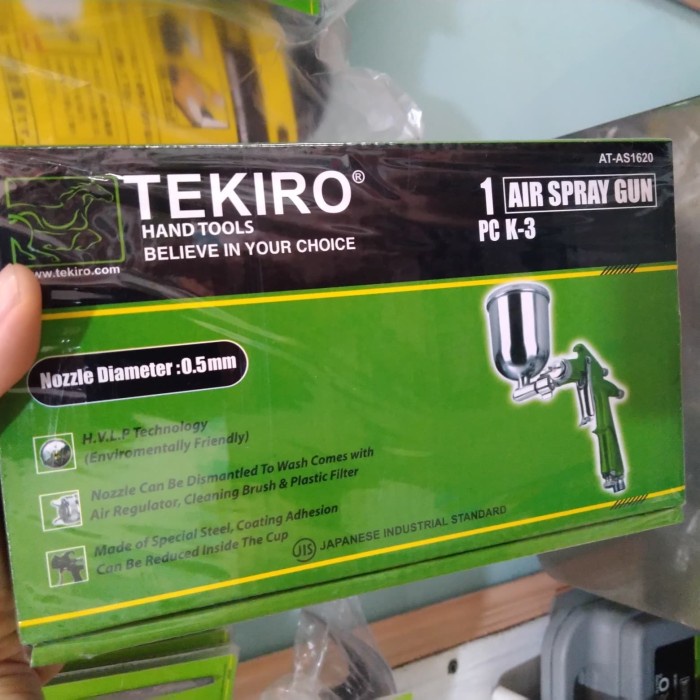 AT-AS1620
TEKIRO®
1 AIR SPRAY GUN
PC K-3
HAND TOOLS
BELIEVE IN YOUR CHOICE
www.tekiro.com
Nozzle Diameter :0.5mm
H.V.L.P Technology
(Enviromentally Friendly)
Nozzle Can Be Dismantled To Wash Comes with
Air Regulator, Cleaning Brush & Plastic Filter
Made of Special Steel, Coating Adhesion
Can Be Reduced Inside The Cup
JIS JAPANESE INDUSTRIAL STANDARD